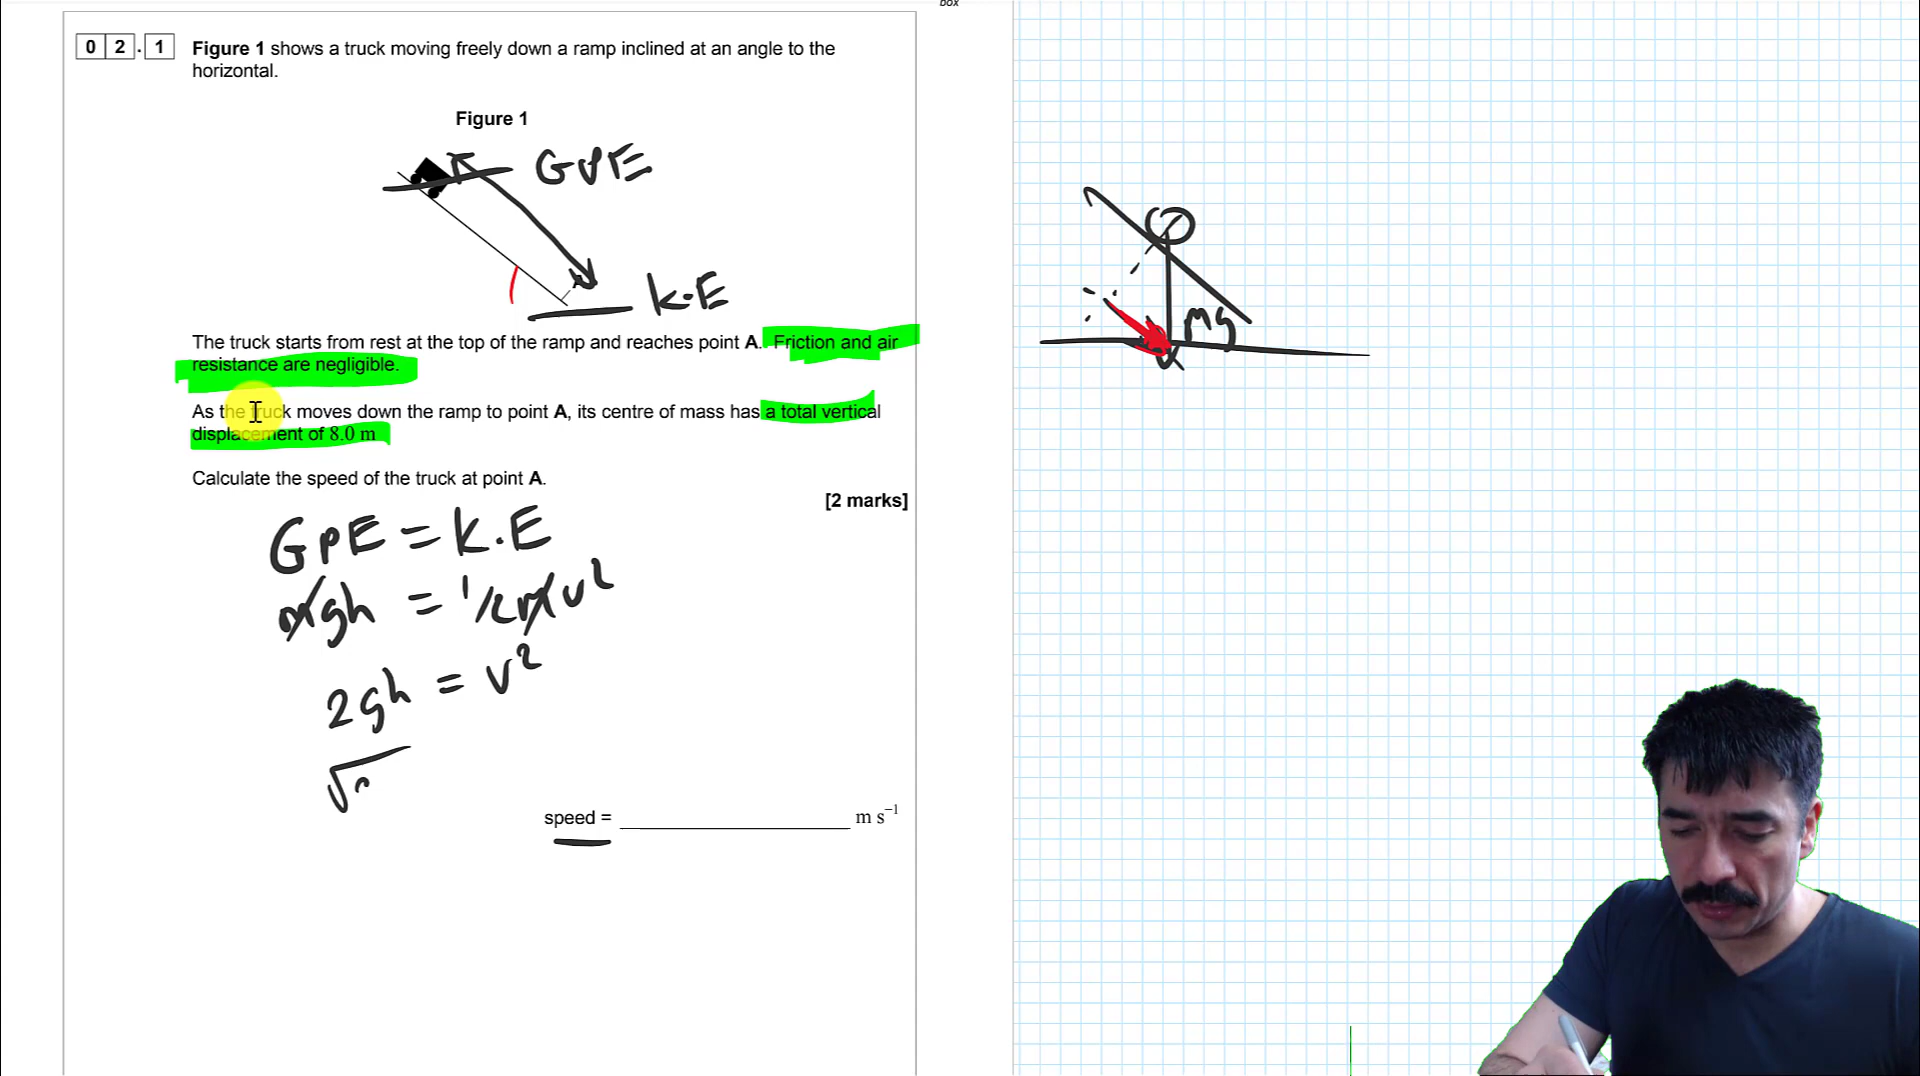 box
0 2 . 1 Figure 1 shows a truck moving freely down a ramp inclined at an angle to the
horizontal.
Figure 1
GPE
K.E
mg
The truck starts from rest at the top of the ramp and reaches point A. Friction and air
resistance are negligible.
As the truck moves down the ramp to point A, its centre of mass has a total vertical
displacement of 8.0 m
Calculate the speed of the truck at point A.
[2 marks]
GPE = K.E
mgh = 1/2mv²
2gh = v²
√
speed = ____________________ m s⁻¹